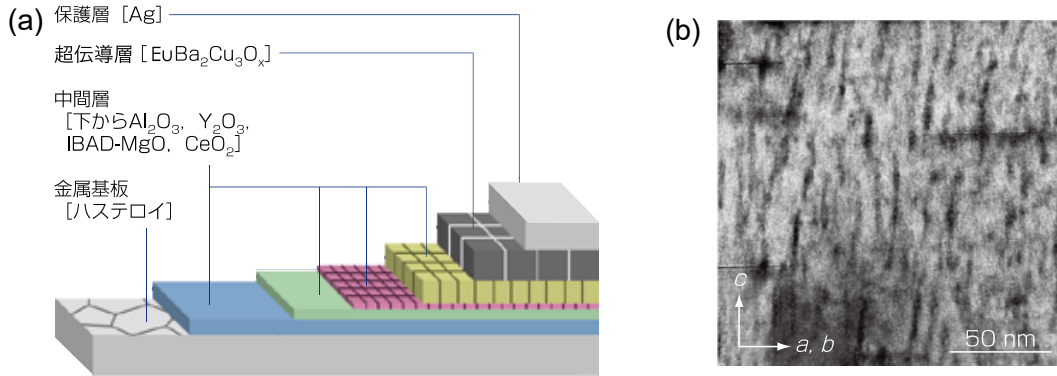 (a)
保護層 [Ag]
超伝導層 [EuBa₂Cu₃Oₓ]
中間層
[下からAl₂O₃, Y₂O₃,
IBAD-MgO, CeO₂]
金属基板
[ハステロイ]
(b)
c
a, b
50 nm